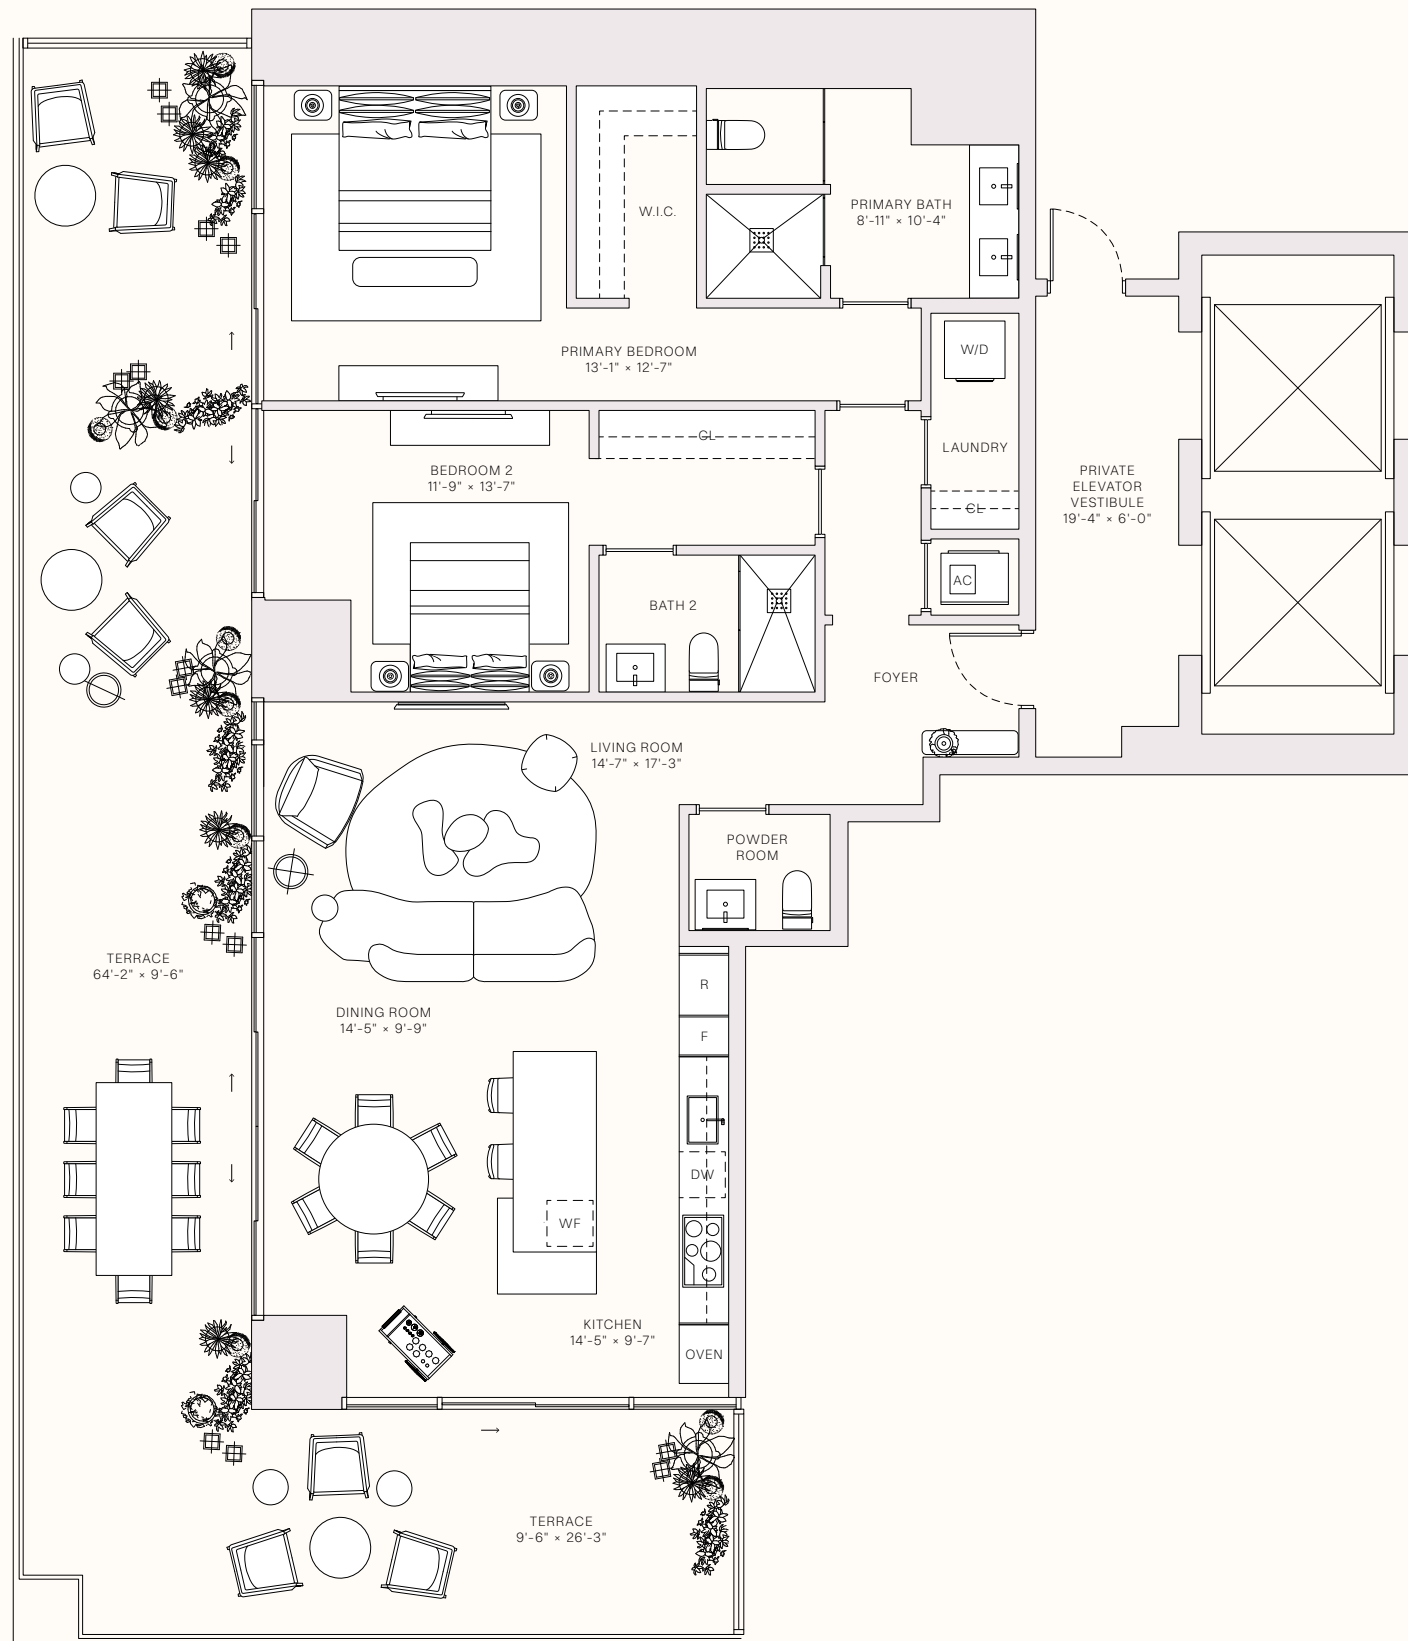 W.I.C.
PRIMARY BATH
8'-11" × 10'-4"
PRIMARY BEDROOM
13'-1" × 12'-7"
W/D
CL
BEDROOM 2
11'-9" × 13'-7"
LAUNDRY
CL
PRIVATE
ELEVATOR
VESTIBULE
19'-4" × 6'-0"
AC
BATH 2
FOYER
LIVING ROOM
14'-7" × 17'-3"
POWDER
ROOM
TERRACE
64'-2" × 9'-6"
R
DINING ROOM
14'-5" × 9'-9"
F
DW
WF
KITCHEN
14'-5" × 9'-7"
OVEN
TERRACE
9'-6" × 26'-3"